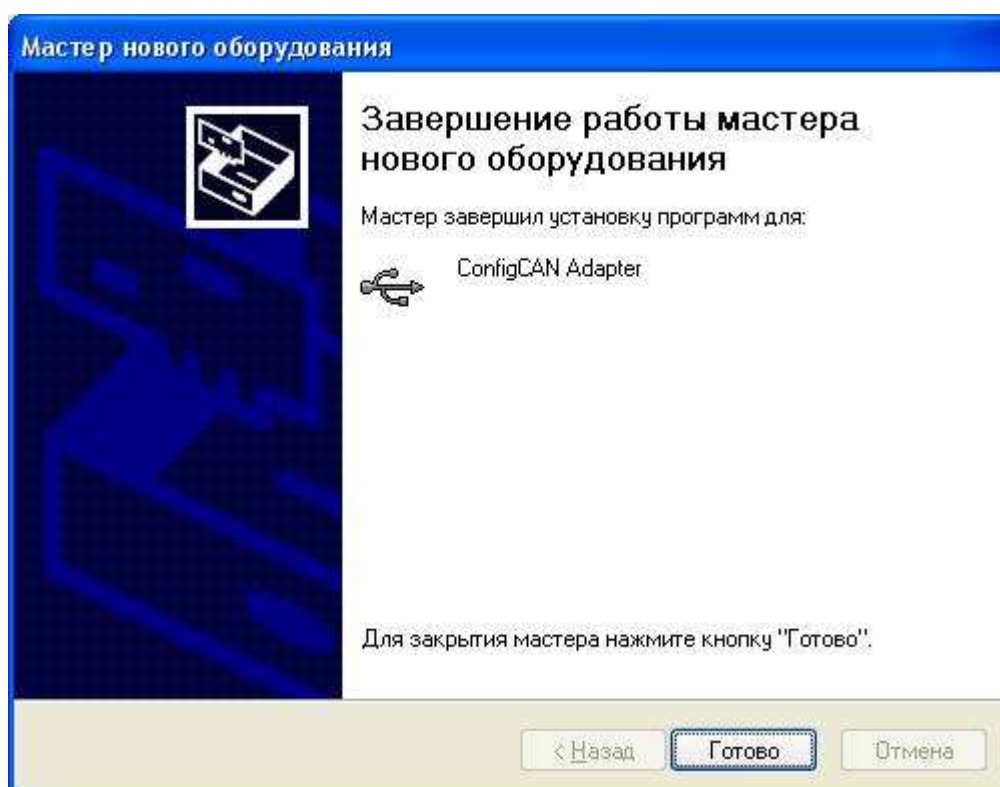 Мастер нового оборудования
Завершение работы мастера
нового оборудования
Мастер завершил установку программ для:
ConfigCAN Adapter
Для закрытия мастера нажмите кнопку "Готово".
< Назад
Готово
Отмена